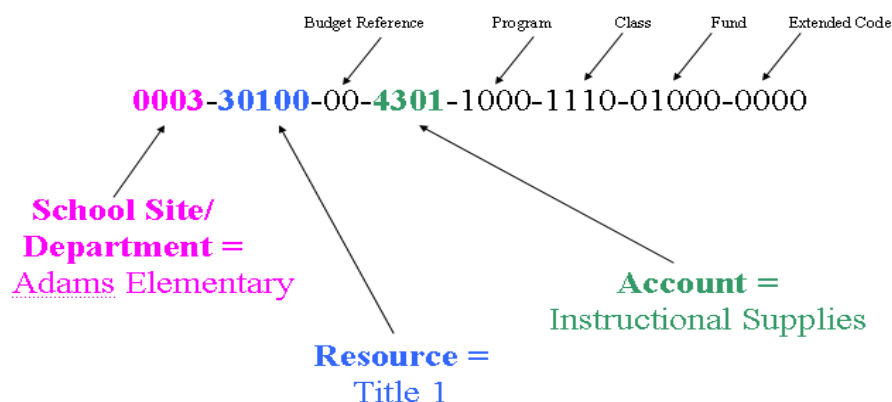 Budget Reference Program Class Fund Extended Code
0003-30100-00-4301-1000-1110-01000-0000
School Site/
Department =
Adams Elementary
Account =
Instructional Supplies
Resource =
Title 1